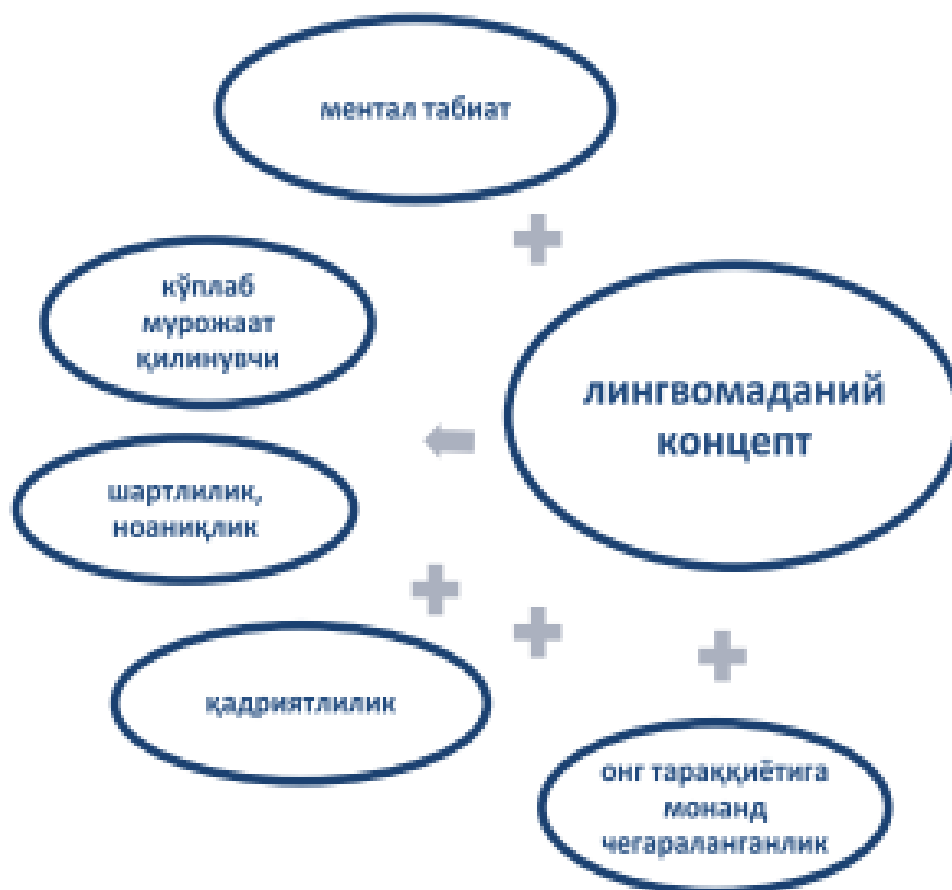 ментал табиат
кўплаб
мурожаат
қилинувчи
лингвомаданий
концепт
шартлилик,
ноаниқлик
қадриятлилик
онг тараққиётига
монанд
чегараланганлик